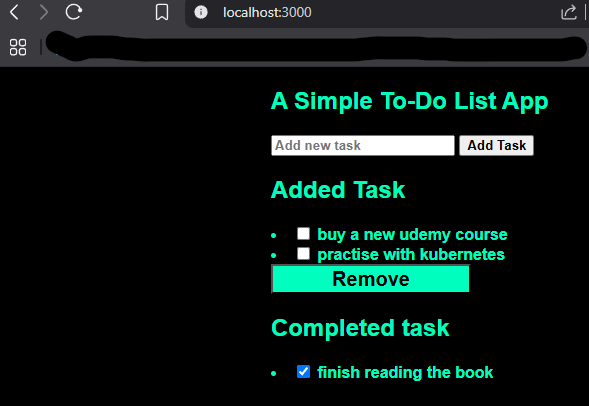 localhost:3000
A Simple To-Do List App
Add new task Add Task
Added Task
buy a new udemy course
practise with kubernetes
Remove
Completed task
finish reading the book